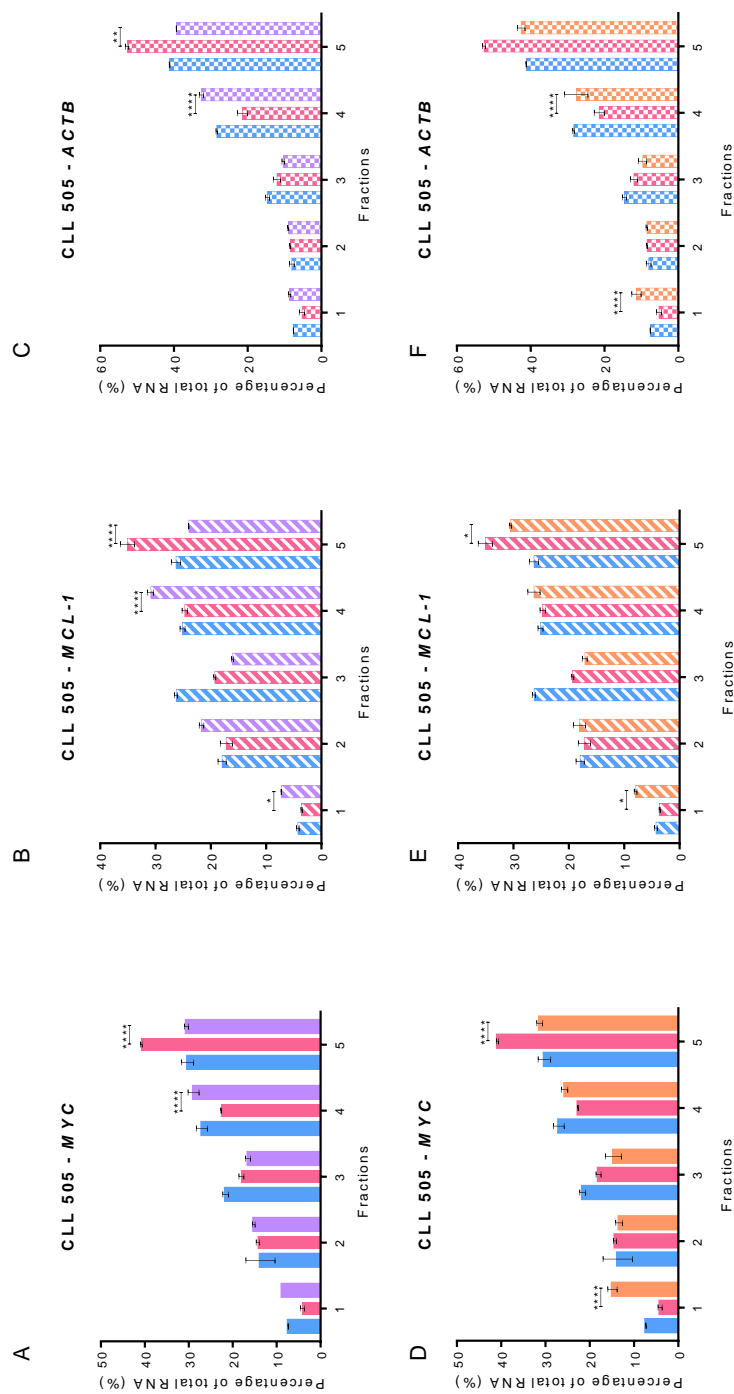 A
CLL 505 - MYC
Percentage of total RNA (%)
50
40
30
20
10
0
****
****
1 2 3 4 5
Fractions
B
CLL 505 - MCL-1
Percentage of total RNA (%)
40
30
20
10
0
*
****
****
1 2 3 4 5
Fractions
C
CLL 505 - ACTB
Percentage of total RNA (%)
60
40
20
0
****
**
1 2 3 4 5
Fractions
D
CLL 505 - MYC
Percentage of total RNA (%)
50
40
30
20
10
0
****
****
1 2 3 4 5
Fractions
E
CLL 505 - MCL-1
Percentage of total RNA (%)
40
30
20
10
0
*
*
1 2 3 4 5
Fractions
F
CLL 505 - ACTB
Percentage of total RNA (%)
60
40
20
0
****
****
1 2 3 4 5
Fractions